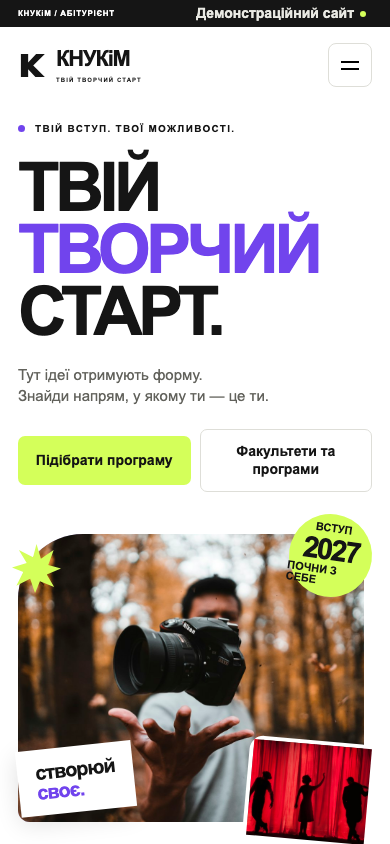 КНУКіМ / АБІТУРІЄНТ
Демонстраційний сайт
К КНУКіМ
ТВІЙ ТВОРЧИЙ СТАРТ
ТВІЙ ВСТУП. ТВОЇ МОЖЛИВОСТІ.
ТВІЙ
ТВОРЧИЙ
СТАРТ.
Тут ідеї отримують форму.
Знайди напрям, у якому ти — це ти.
Підібрати програму
Факультети та
програми
ВСТУП
2027
ПОЧНИ З
СЕБЕ
створюй
своє.